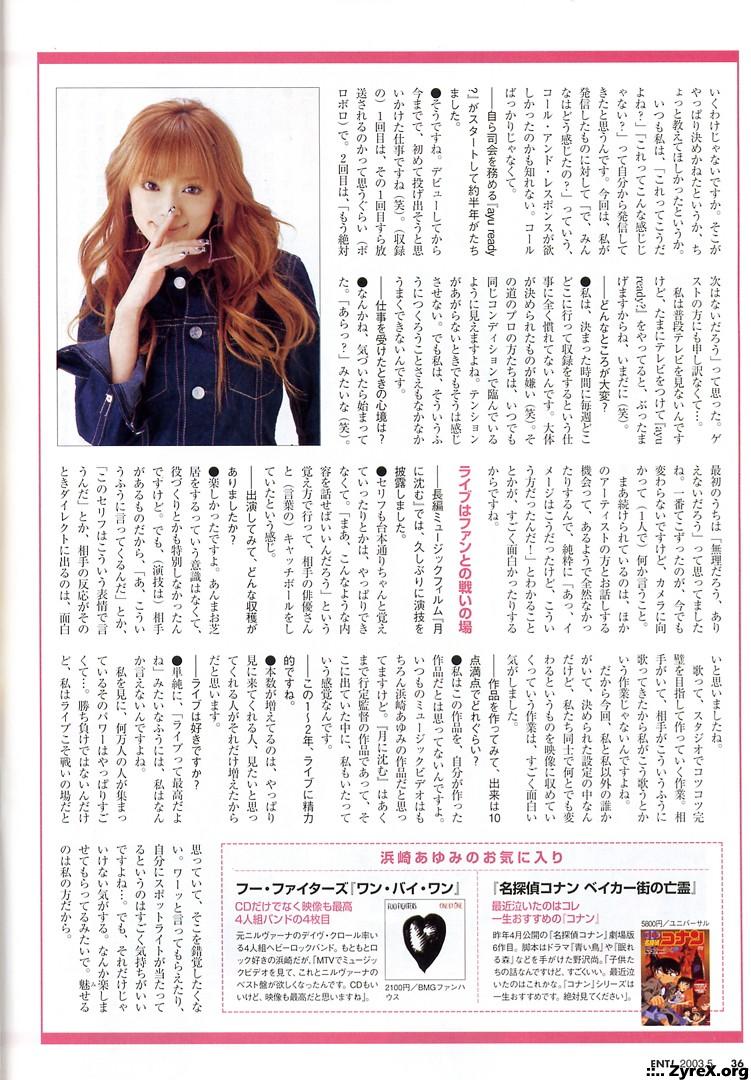 いくわけじゃないですか。そこが
やっぱり決めかねたというか、ち
ょっと教えてほしかったというか。
いつも私は、「これってこうだ
よね?」「これってこんな感じじ
ゃない?」って自分から発信して
きたと思うんです。今回は、私が
発信したものに対して「で、みん
なはどう感じたの?」っていう、
コール・アンド・レスポンスが欲
しかったのかも知れない。コール
ばっかりじゃなくて。
──自ら司会を務める『ayu ready
?』がスタートして約半年がたち
ました。
●そうですね。デビューしてから
今までで、初めて投げ出そうと思
いかけた仕事ですね(笑)。(収録
の)1回目は、その1回目すら放
送されるのかって思うぐらい(ボ
ロボロ)で。2回目は、「もう絶対
次はないだろう」って思った。ゲ
ストの方にも申し訳なくて…。
私は普段テレビを見ないんです
けど、たまにテレビをつけて『ayu
ready?』をやってると、ぶったま
げますからね、いまだに(笑)。
──どんなところが大変?
●私は、決まった時間に毎週どこ
どこに行って収録をするという仕
事に全く慣れてないんです。大体
が決められたものが嫌い(笑)。そ
の道のプロの方たちは、いつでも
同じコンディションで臨んでいる
ように見えますよね。テンション
があがらないときでもそうは感じ
させない。でも私は、そういうふ
うにつくろうことさえもなかなか
うまくできないんです。
──仕事を受けたときの心境は?
●なんかね、気づいたら始まって
た。「あらっ?」みたいな(笑)。
最初のうちは「無理だろう、あり
えないだろう」って思ってました
ね。一番てこずったのが、今でも
変わらないですけど、カメラに向
かって(1人で)何か言うこと。
まあ続けられているのは、ほか
のアーティストの方とお話しする
機会って、あるようで全然なかっ
たりするんで、純粋に「あっ、イ
メージはこうだったけど、こうい
う方だったんだ!」とわかること
とかが、すごく面白かったりする
からですね。
ライブはファンとの戦いの場
──長編ミュージックフィルム『月
に沈む』では、久しぶりに演技を
披露しました。
●セリフも台本通りちゃんと覚え
ていったりとかは、やっぱりでき
なくて。「まあ、こんなような内
容を話せばいいんだろう」という
覚え方で行って、相手の俳優さん
と(言葉の)キャッチボールをし
ていたという感じ。
──出演してみて、どんな収穫が
ありましたか?
●楽しかったですよ。あんまお芝
居をするっていう意識はなくて、
役づくりとかも特別しなかったん
ですけど。でも、(演技は)相手
があるものだから、「あ、こうい
うふうに言ってくるんだ」とか、
「このセリフはこういう表情で言
うんだ」とか、相手の反応がその
ときダイレクトに出るのは、面白
いと思いましたね。
歌って、スタジオでコツコツ完
璧を目指して作っていく作業。相
手がいて、相手がこういうふうに
歌ってきたから私がこう歌うとか
いう作業じゃないんですよね。
だから今回、私と私以外の誰か
がいて、決められた設定の中なん
だけど、私たち同士で何とでも変
わるというものを映像に収めてい
くっていう作業は、すごく面白い
気がしました。
──作品を作ってみて、出来は10
点満点でどれぐらい?
●私はこの作品を、自分が作った
作品だとは思ってないんですよ。
いつものミュージックビデオはも
ちろん浜崎あゆみの作品だと思っ
てますけど。『月に沈む』はあく
まで行定監督の作品であって、そ
こに出ていた中に、私もいたって
いう感覚なんです。
──この1〜2年、ライブに精力
的ですね。
●本数が増えてるのは、やっぱり
見に来てくれる人、見たいと思っ
てくれる人がそれだけ増えたから
だと思います。
──ライブは好きですか?
●単純に、「ライブって最高だよ
ね」みたいなふうには、私はなん
か言えないんですよね。
私を見に、何万人の人が集まっ
てそのパワーはやっぱりすご
くて…。勝ち負けではないんだけ
ど、私はライブこそ戦いの場だと
思っていて、そこを錯覚したくな
い。ワーッと言ってもらえたり、
自分にスポットライトが当たって
るというのはすごく気持ちがいい
ですよね…。でも、それだけじゃ
いけない気がする。なんか楽しま
せてもらってるみたいで。魅せる
のは私の方だから。
浜崎あゆみのお気に入り
フー・ファイターズ『ワン・バイ・ワン』
CDだけでなく映像も最高
4人組バンドの4枚目
元ニルヴァーナのデイヴ・クロール率い
る4人組ヘビーロックバンド。もともとロ
ック好きの浜崎だが、「MTVでミュージッ
クビデオを見て、これとニルヴァーナの
ベスト盤が欲しくなったんです。CDもい
いけど、映像も最高だと思いますね」。
FOO FIGHTERS
ONE BY ONE
2100円/BMGファンハ
ウス
『名探偵コナン ベイカー街の亡霊』
最近泣いたのはコレ
一生おすすめの「コナン」
昨年4月公開の『名探偵コナン』劇場版
6作目。脚本はドラマ『青い鳥』や『眠れ
る森』などを手がけた野沢尚。「子供た
ちの話なんですけど、すごいい。最近
泣いたのはこれかな。『コナン』シリーズは
一生おすすめです。絶対見てください」。
5800円/ユニバーサル
名探偵
コナン
ENT! 2003.5 36
:::. ZyreX.org